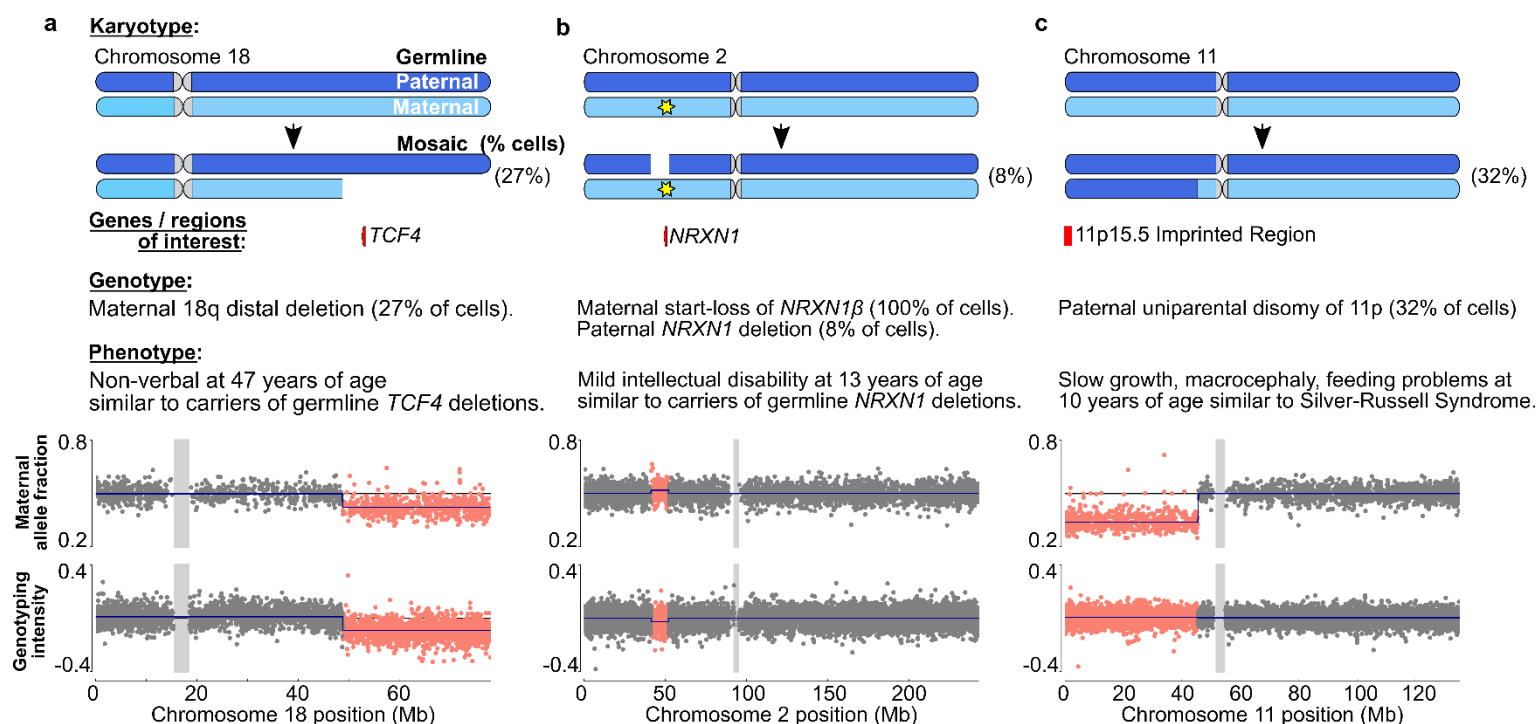 a
Karyotype:
Chromosome 18 Germline
Paternal
Maternal
Mosaic (% cells)
(27%)
Genes / regions
of interest:
TCF4
Genotype:
Maternal 18q distal deletion (27% of cells).
Phenotype:
Non-verbal at 47 years of age
similar to carriers of germline TCF4 deletions.
Maternal
allele fraction
0.8
0.2
Genotyping
intensity
0.4
-0.4
0 20 40 60
Chromosome 18 position (Mb)
b
Chromosome 2
(8%)
NRXN1
Maternal start-loss of NRXN1β (100% of cells).
Paternal NRXN1 deletion (8% of cells).
Mild intellectual disability at 13 years of age
similar to carriers of germline NRXN1 deletions.
0.8
0.2
0.4
-0.4
0 50 100 150 200
Chromosome 2 position (Mb)
c
Chromosome 11
(32%)
11p15.5 Imprinted Region
Paternal uniparental disomy of 11p (32% of cells)
Slow growth, macrocephaly, feeding problems at
10 years of age similar to Silver-Russell Syndrome.
0.8
0.2
0.4
-0.4
0 20 40 60 80 100 120
Chromosome 11 position (Mb)